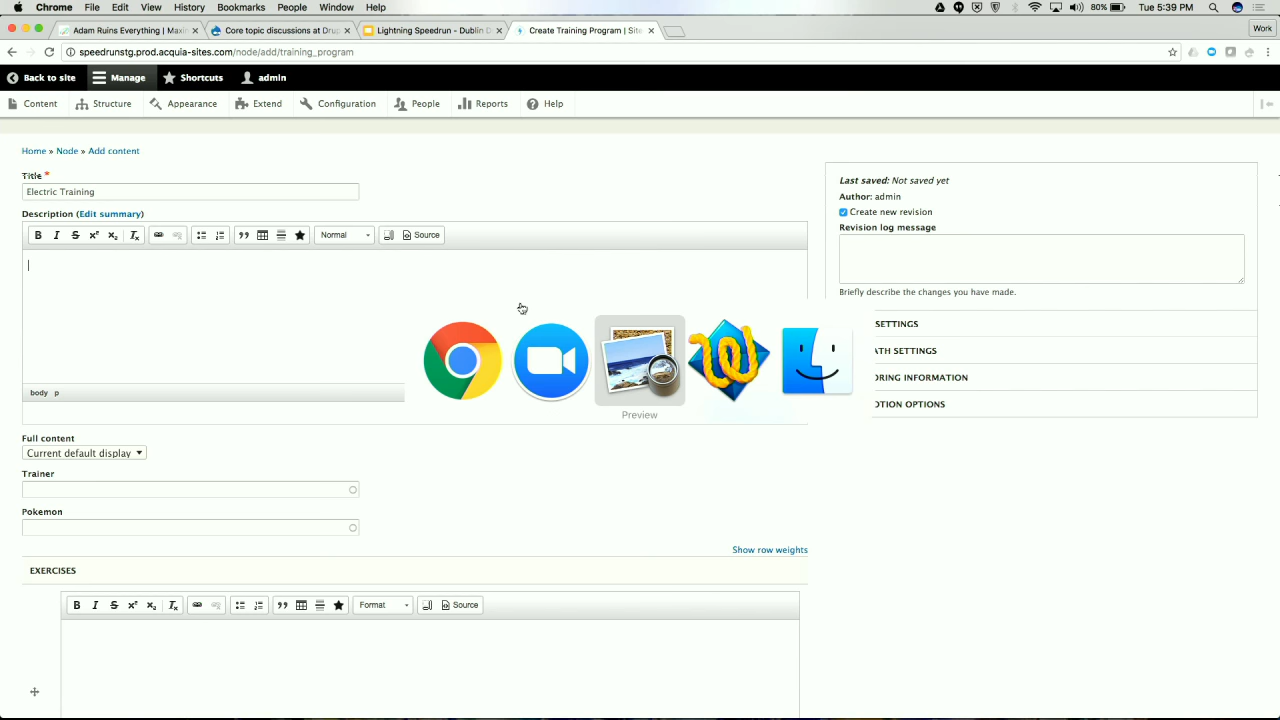 Chrome File Edit View History Bookmarks People Window Help 80% Tue 5:39 PM
Adam Ruins Everything | Maxin Core topic discussions at Drup Lightning Speedrun - Dublin D Create Training Program | Site Work
speedrunstg.prod.acquia-sites.com/node/add/training_program
Back to site Manage Shortcuts admin
Content Structure Appearance Extend Configuration People Reports Help
Home » Node » Add content
Title *
Electric Training
Description (Edit summary)
Normal Source
body p
Full content
Current default display
Trainer
Pokemon
Show row weights
EXERCISES
Format Source
Last saved: Not saved yet
Author: admin
Create new revision
Revision log message
Briefly describe the changes you have made.
SETTINGS
ATH SETTINGS
ORING INFORMATION
OTION OPTIONS
Preview